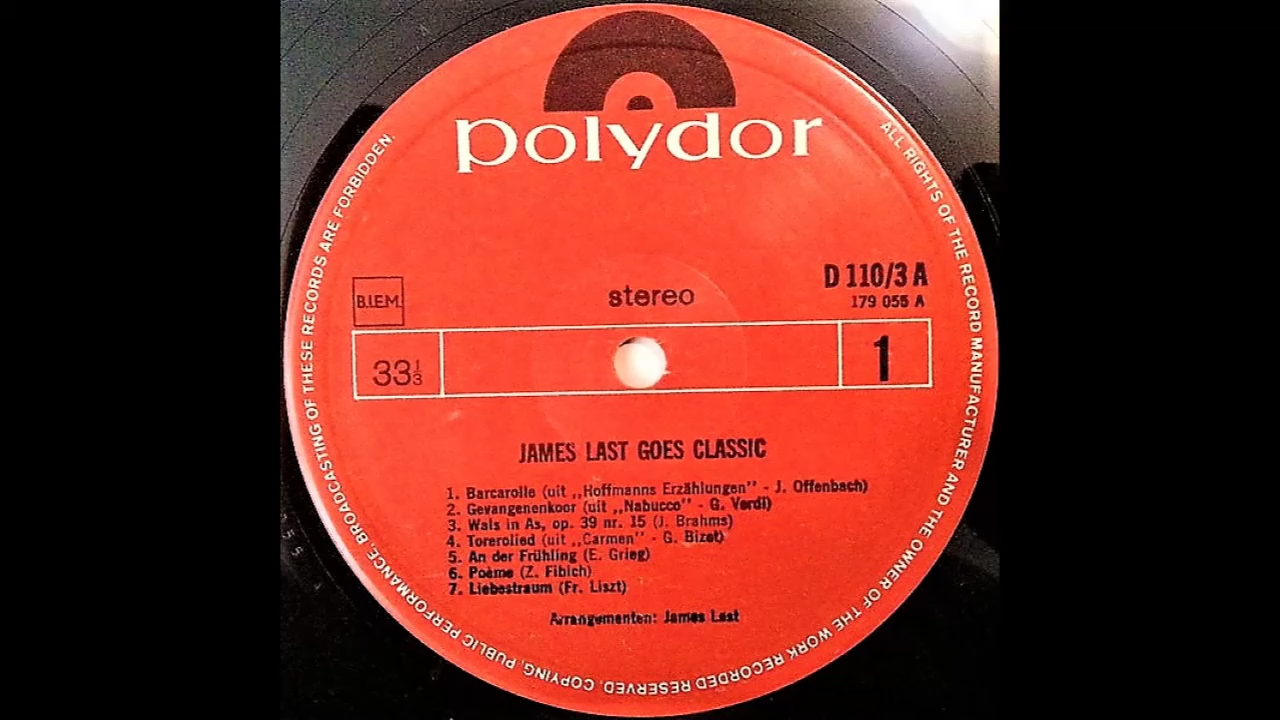 polydor
ALL RIGHTS OF THE RECORD MANUFACTURER AND THE OWNER OF THE WORK RECORDED RESERVED. COPYING, PUBLIC PERFORMANCE, BROADCASTING OF THESE RECORDS ARE FORBIDDEN.
D 110/3 A
B.I.E.M. stereo 179 055 A
33 1/3 1
JAMES LAST GOES CLASSIC
1. Barcarolle (uit „Hoffmanns Erzählungen" - J. Offenbach)
2. Gevangenenkoor (uit „Nabucco" - G. Verdi)
3. Wals in As, op. 39 nr. 15 (J. Brahms)
4. Torerolied (uit „Carmen" - G. Bizet)
5. An der Frühling (E. Grieg)
6. Poème (Z. Fibich)
7. Liebestraum (Fr. Liszt)
Arrangementen: James Last